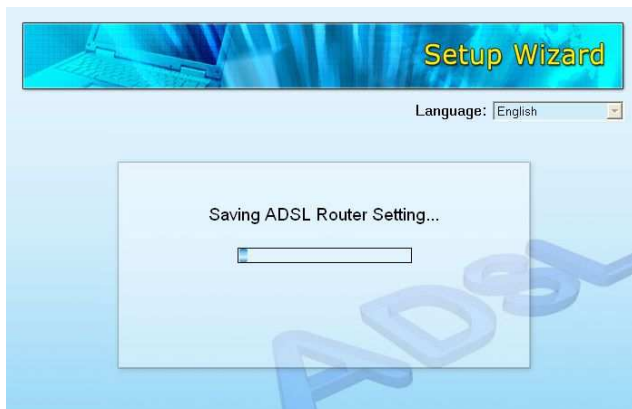 Setup Wizard
Language: English
Saving ADSL Router Setting...
ADSL